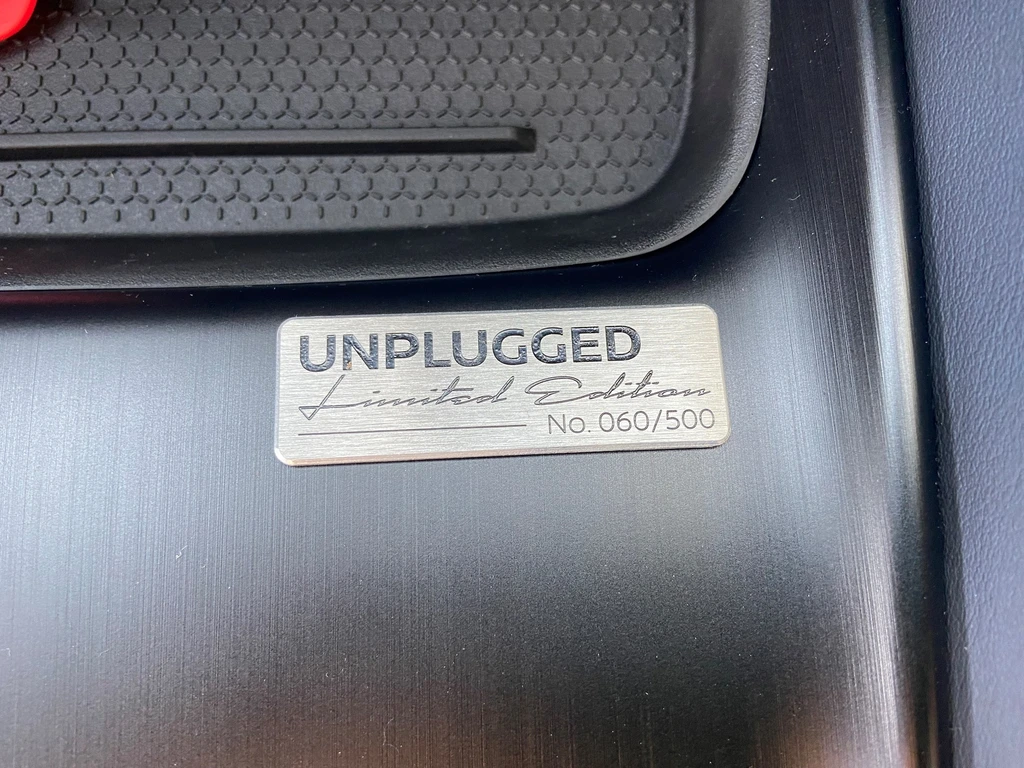 UNPLUGGED
Limited Edition
No. 060/500